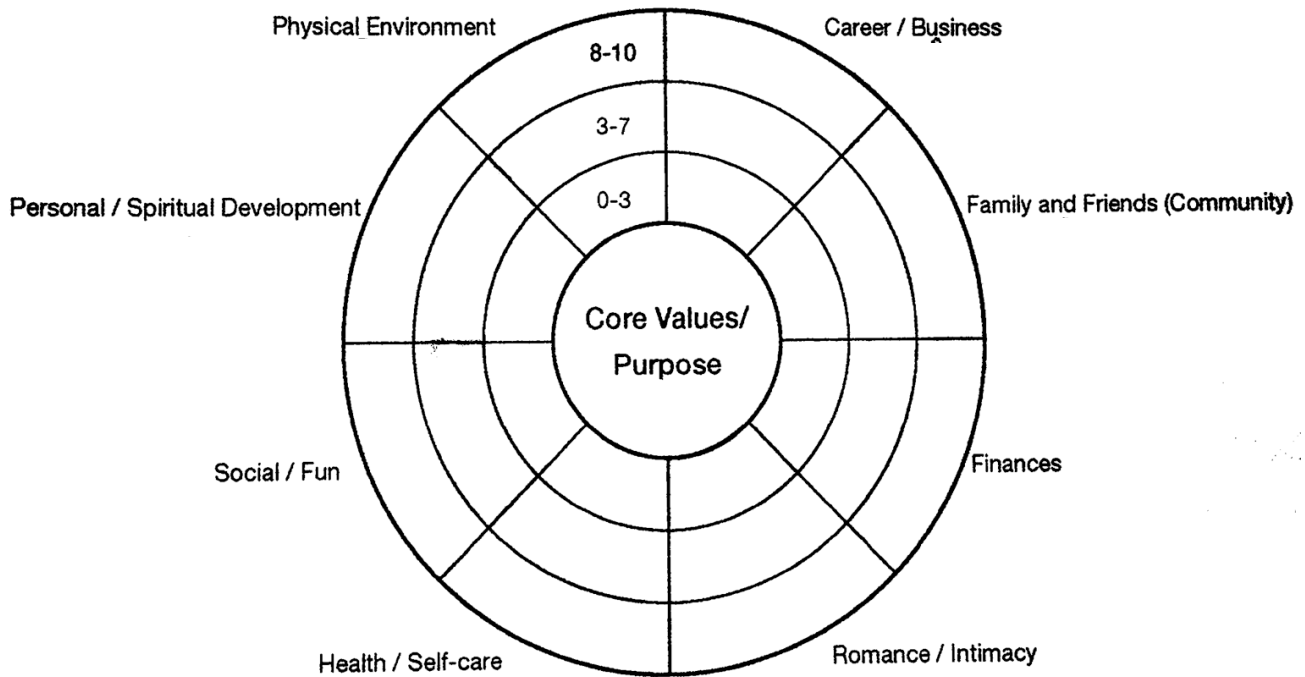 Physical Environment
Career / Business
8-10
3-7
Personal / Spiritual Development
0-3
Family and Friends (Community)
Core Values/
Purpose
Social / Fun
Finances
Health / Self-care
Romance / Intimacy